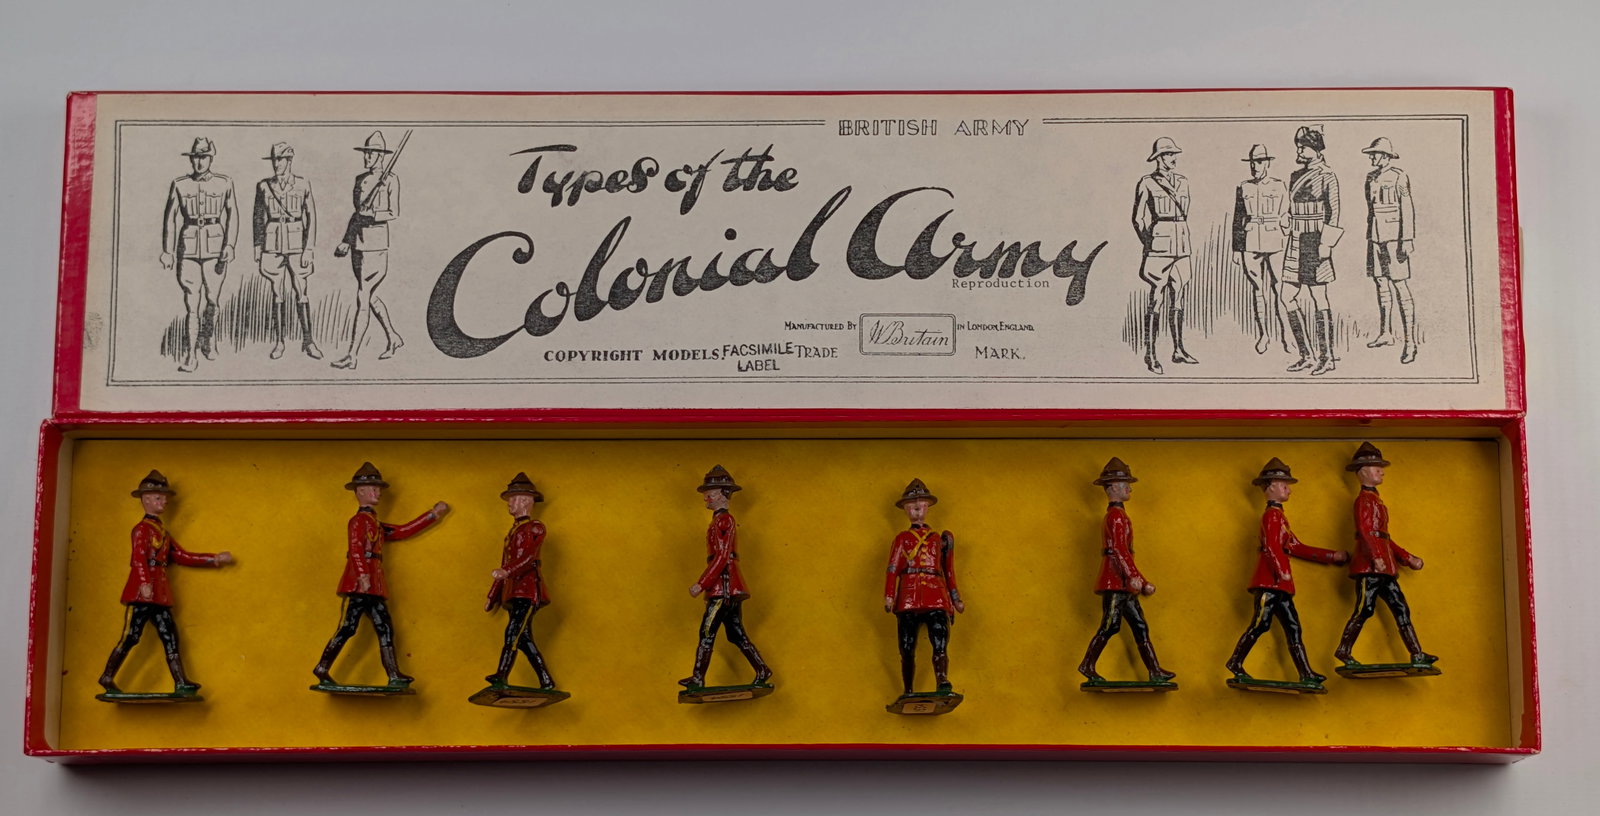 BRITISH ARMY
Types of the
Colonial Army
Reproduction
MANUFACTURED BY W Britain IN LONDON, ENGLAND.
COPYRIGHT MODELS. FACSIMILE TRADE MARK.
LABEL